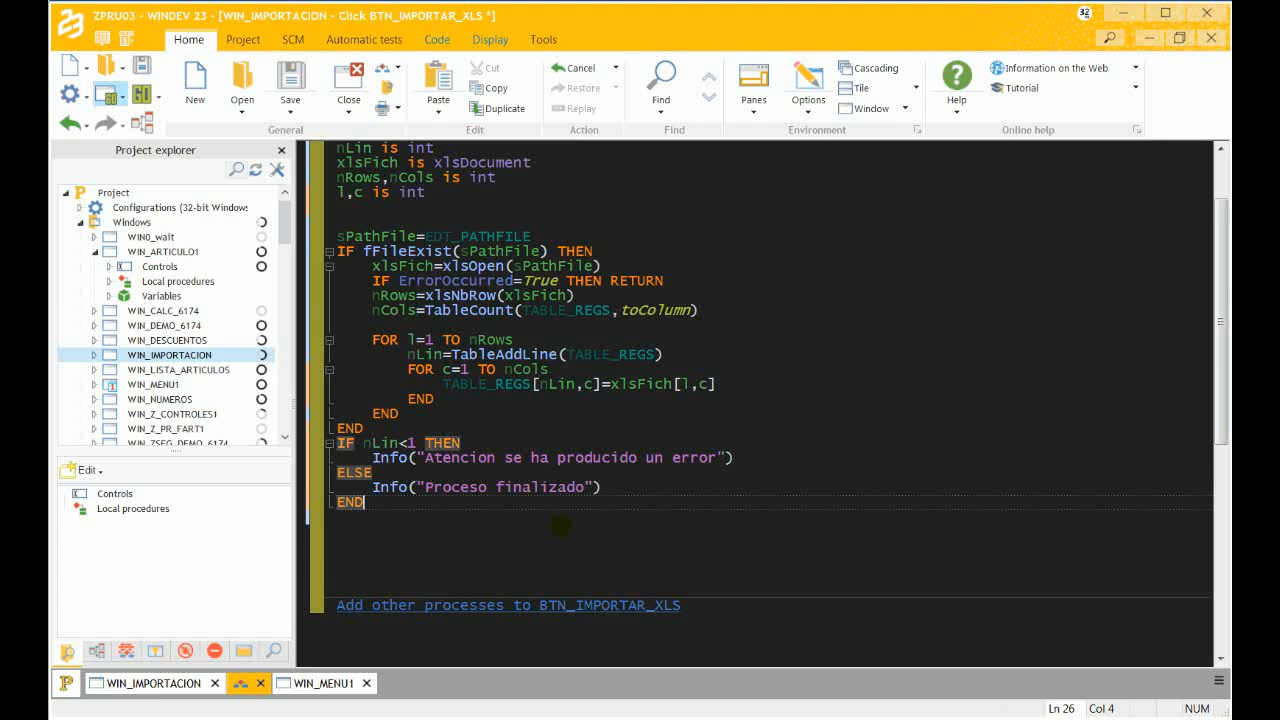 23 ZPRU03 - WINDEV 23 - [WIN_IMPORTACION - Click BTN_IMPORTAR_XLS *] 32
Home Project SCM Automatic tests Code Display Tools
New Open Save Close Paste Cut Copy Duplicate Cancel Restore Replay Find Panes Options Cascading Tile Window Help Information on the Web Tutorial
General Edit Action Find Environment Online help
Project explorer
Project
Configurations (32-bit Windows
Windows
WIN0_wait
WIN_ARTICULO1
Controls
Local procedures
Variables
WIN_CALC_6174
WIN_DEMO_6174
WIN_DESCUENTOS
WIN_IMPORTACION
WIN_LISTA_ARTICULOS
WIN_MENU1
WIN_NUMEROS
WIN_Z_CONTROLES1
WIN_Z_PR_FART1
WIN_ZSEG_DEMO_6174
Edit
Controls
Local procedures
nLin is int
xlsFich is xlsDocument
nRows,nCols is int
l,c is int
sPathFile=EDT_PATHFILE
IF fFileExist(sPathFile) THEN
xlsFich=xlsOpen(sPathFile)
IF ErrorOccurred=True THEN RETURN
nRows=xlsNbRow(xlsFich)
nCols=TableCount(TABLE_REGS,toColumn)
FOR l=1 TO nRows
nLin=TableAddLine(TABLE_REGS)
FOR c=1 TO nCols
TABLE_REGS[nLin,c]=xlsFich[l,c]
END
END
END
IF nLin<1 THEN
Info("Atencion se ha producido un error")
ELSE
Info("Proceso finalizado")
END
Add other processes to BTN_IMPORTAR_XLS
WIN_IMPORTACION WIN_MENU1
Ln 26 Col 4 NUM